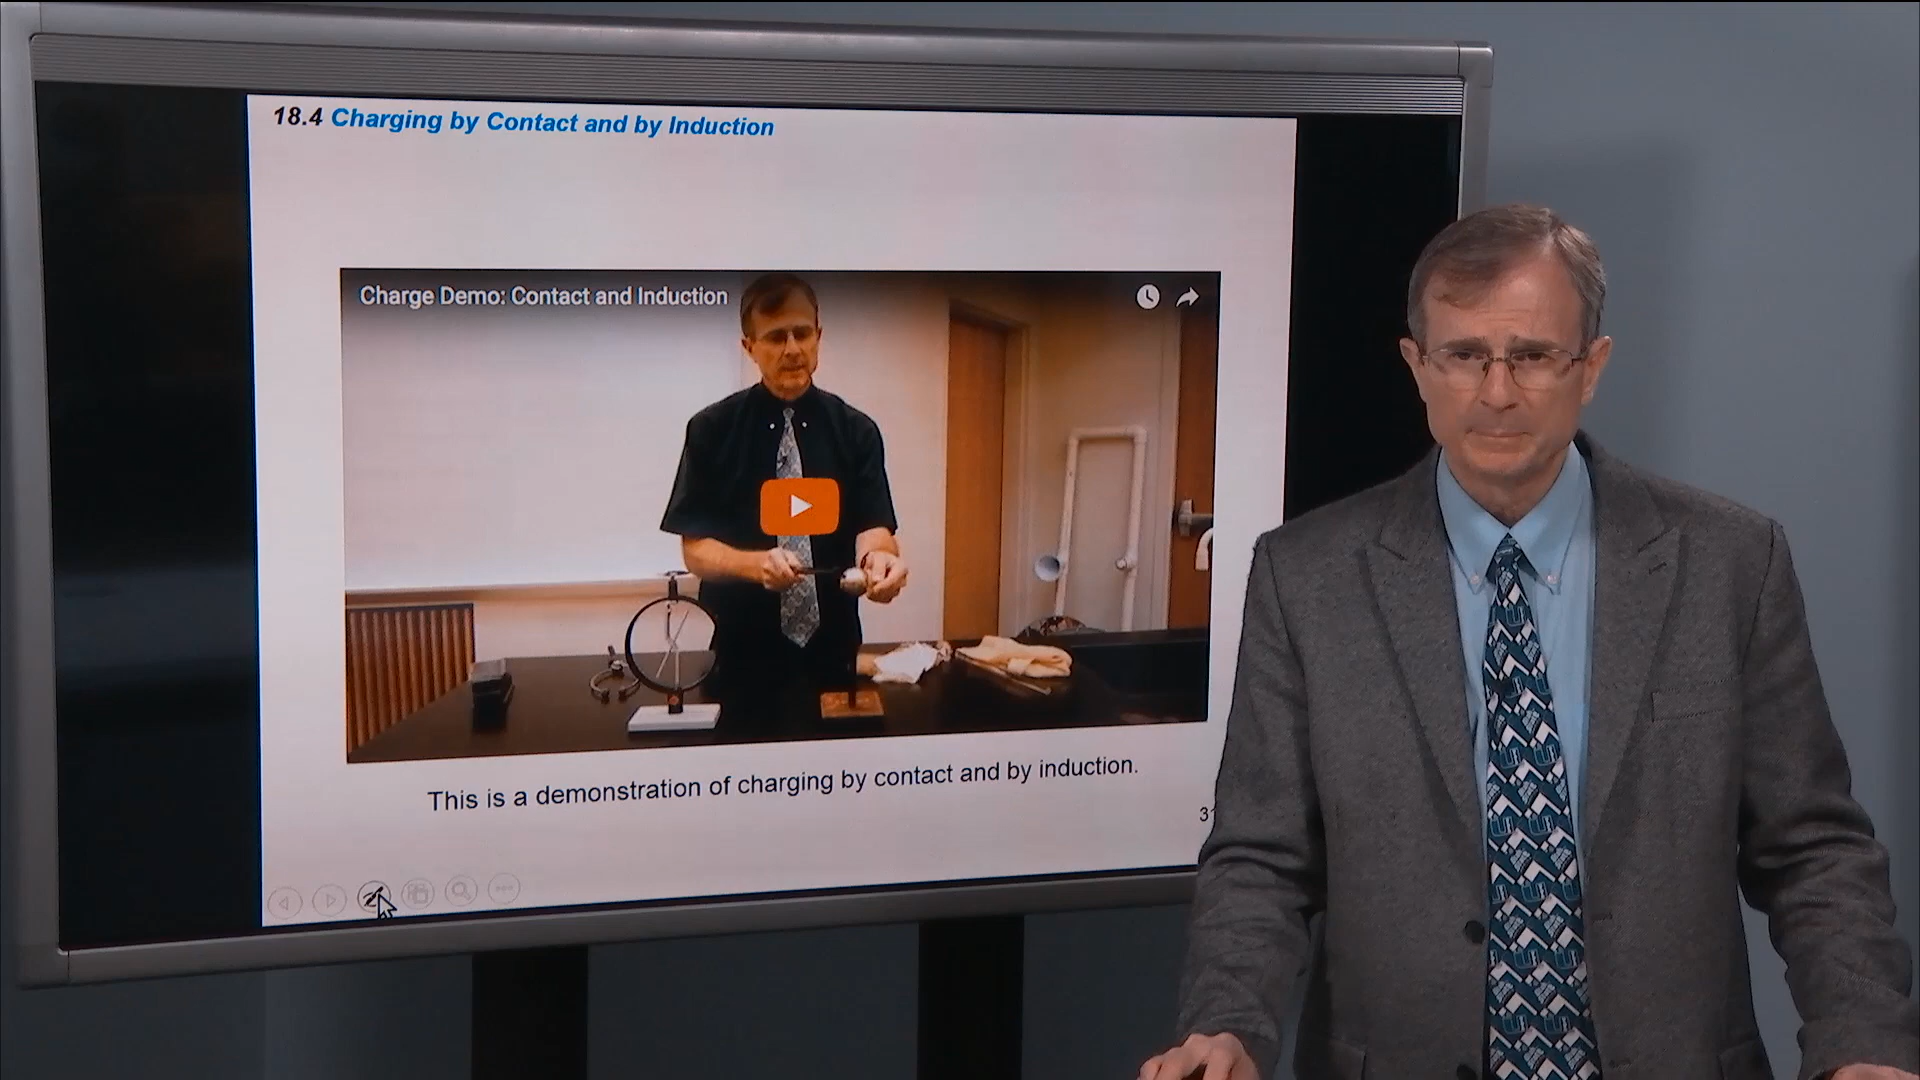 18.4 Charging by Contact and by Induction
Charge Demo: Contact and Induction
This is a demonstration of charging by contact and by induction.